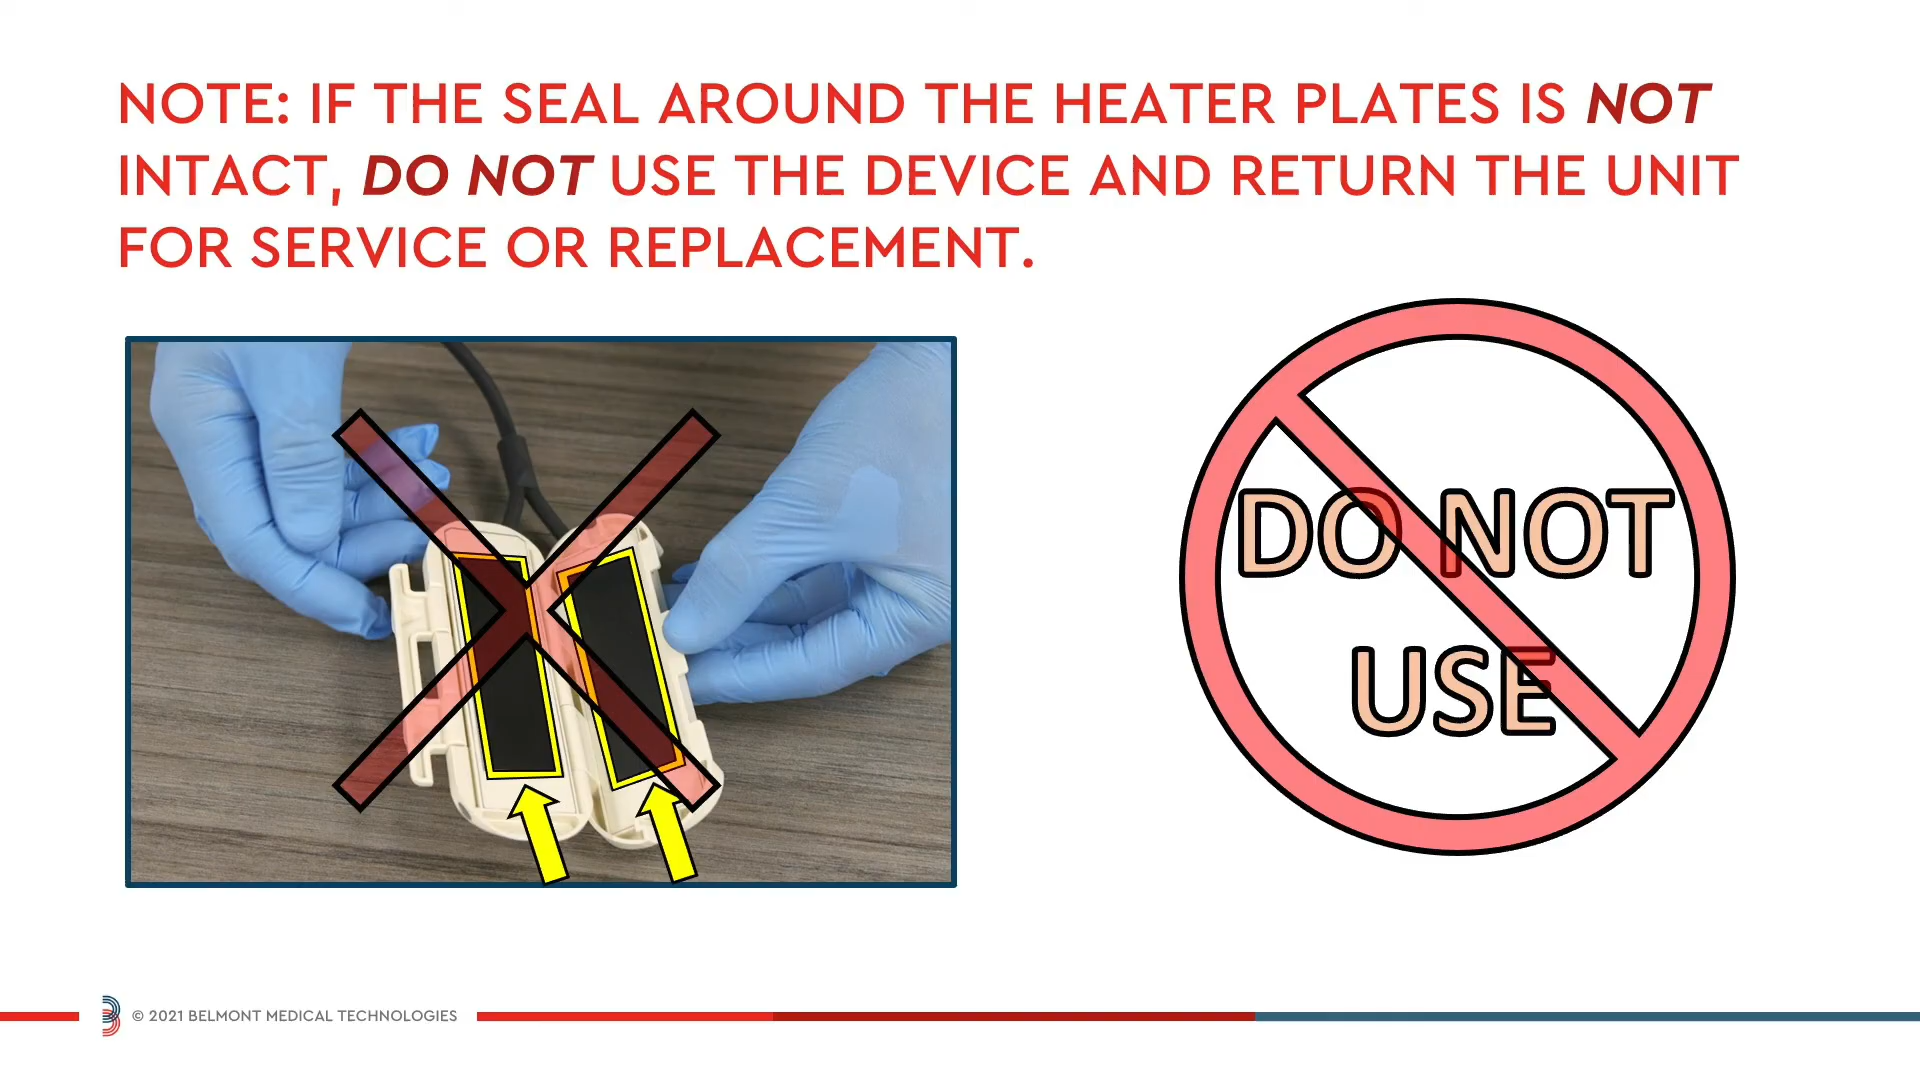 NOTE: IF THE SEAL AROUND THE HEATER PLATES IS NOT
INTACT, DO NOT USE THE DEVICE AND RETURN THE UNIT
FOR SERVICE OR REPLACEMENT.
DO NOT
USE
© 2021 BELMONT MEDICAL TECHNOLOGIES